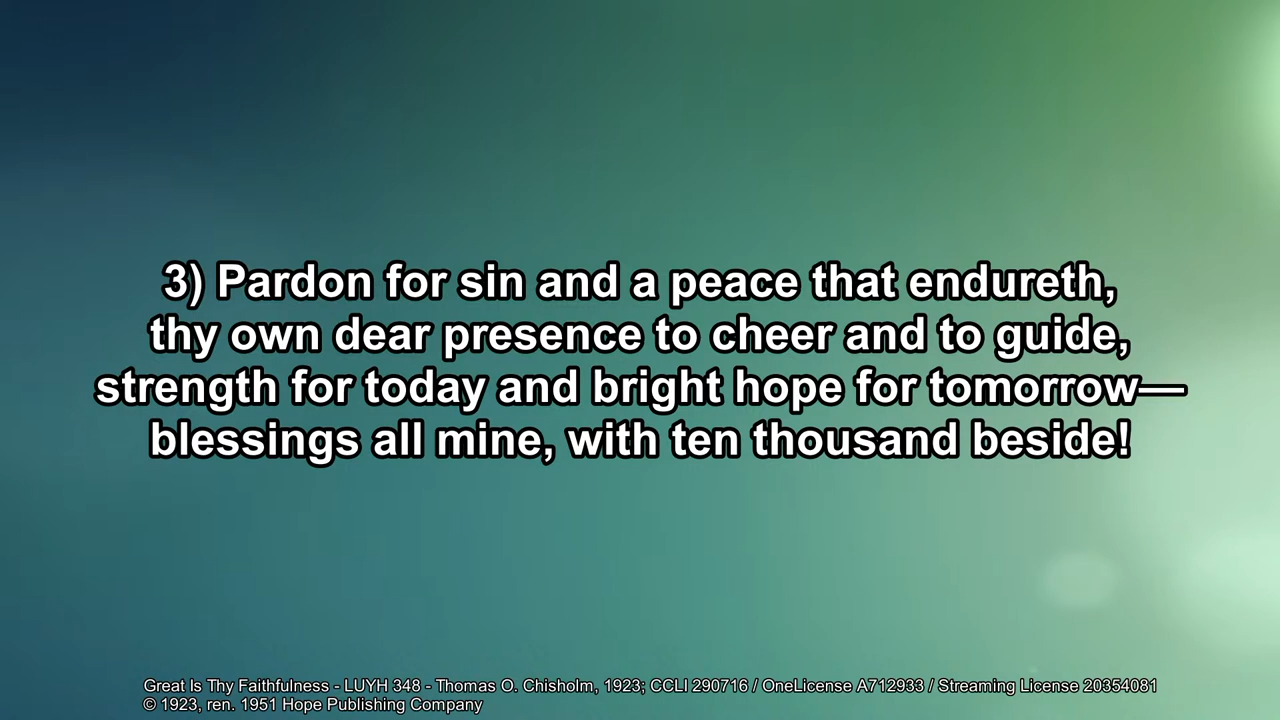 3) Pardon for sin and a peace that endureth,
thy own dear presence to cheer and to guide,
strength for today and bright hope for tomorrow—
blessings all mine, with ten thousand beside!
Great Is Thy Faithfulness - LUYH 348 - Thomas O. Chisholm, 1923; CCLI 290716 / OneLicense A712933 / Streaming License 20354081
© 1923, ren. 1951 Hope Publishing Company